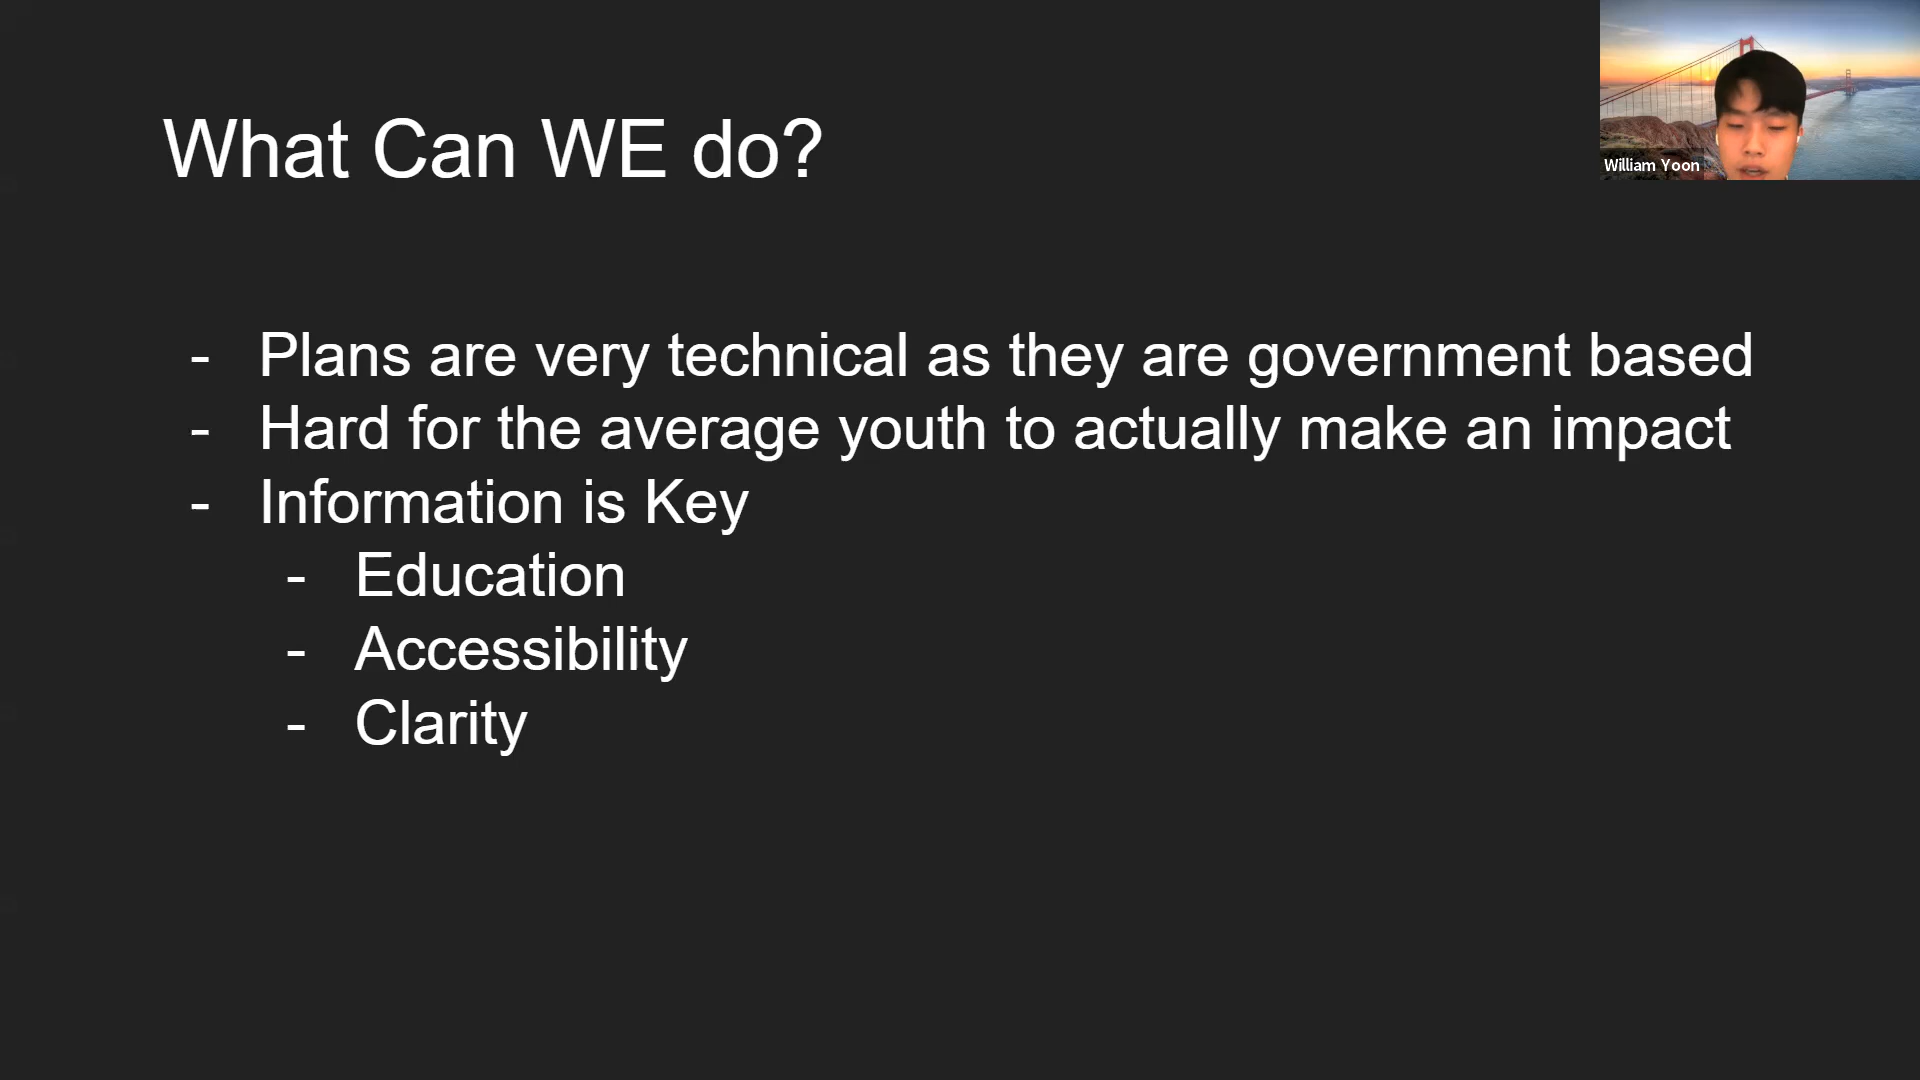 What Can WE do?
William Yoon
- Plans are very technical as they are government based
- Hard for the average youth to actually make an impact
- Information is Key
- Education
- Accessibility
- Clarity